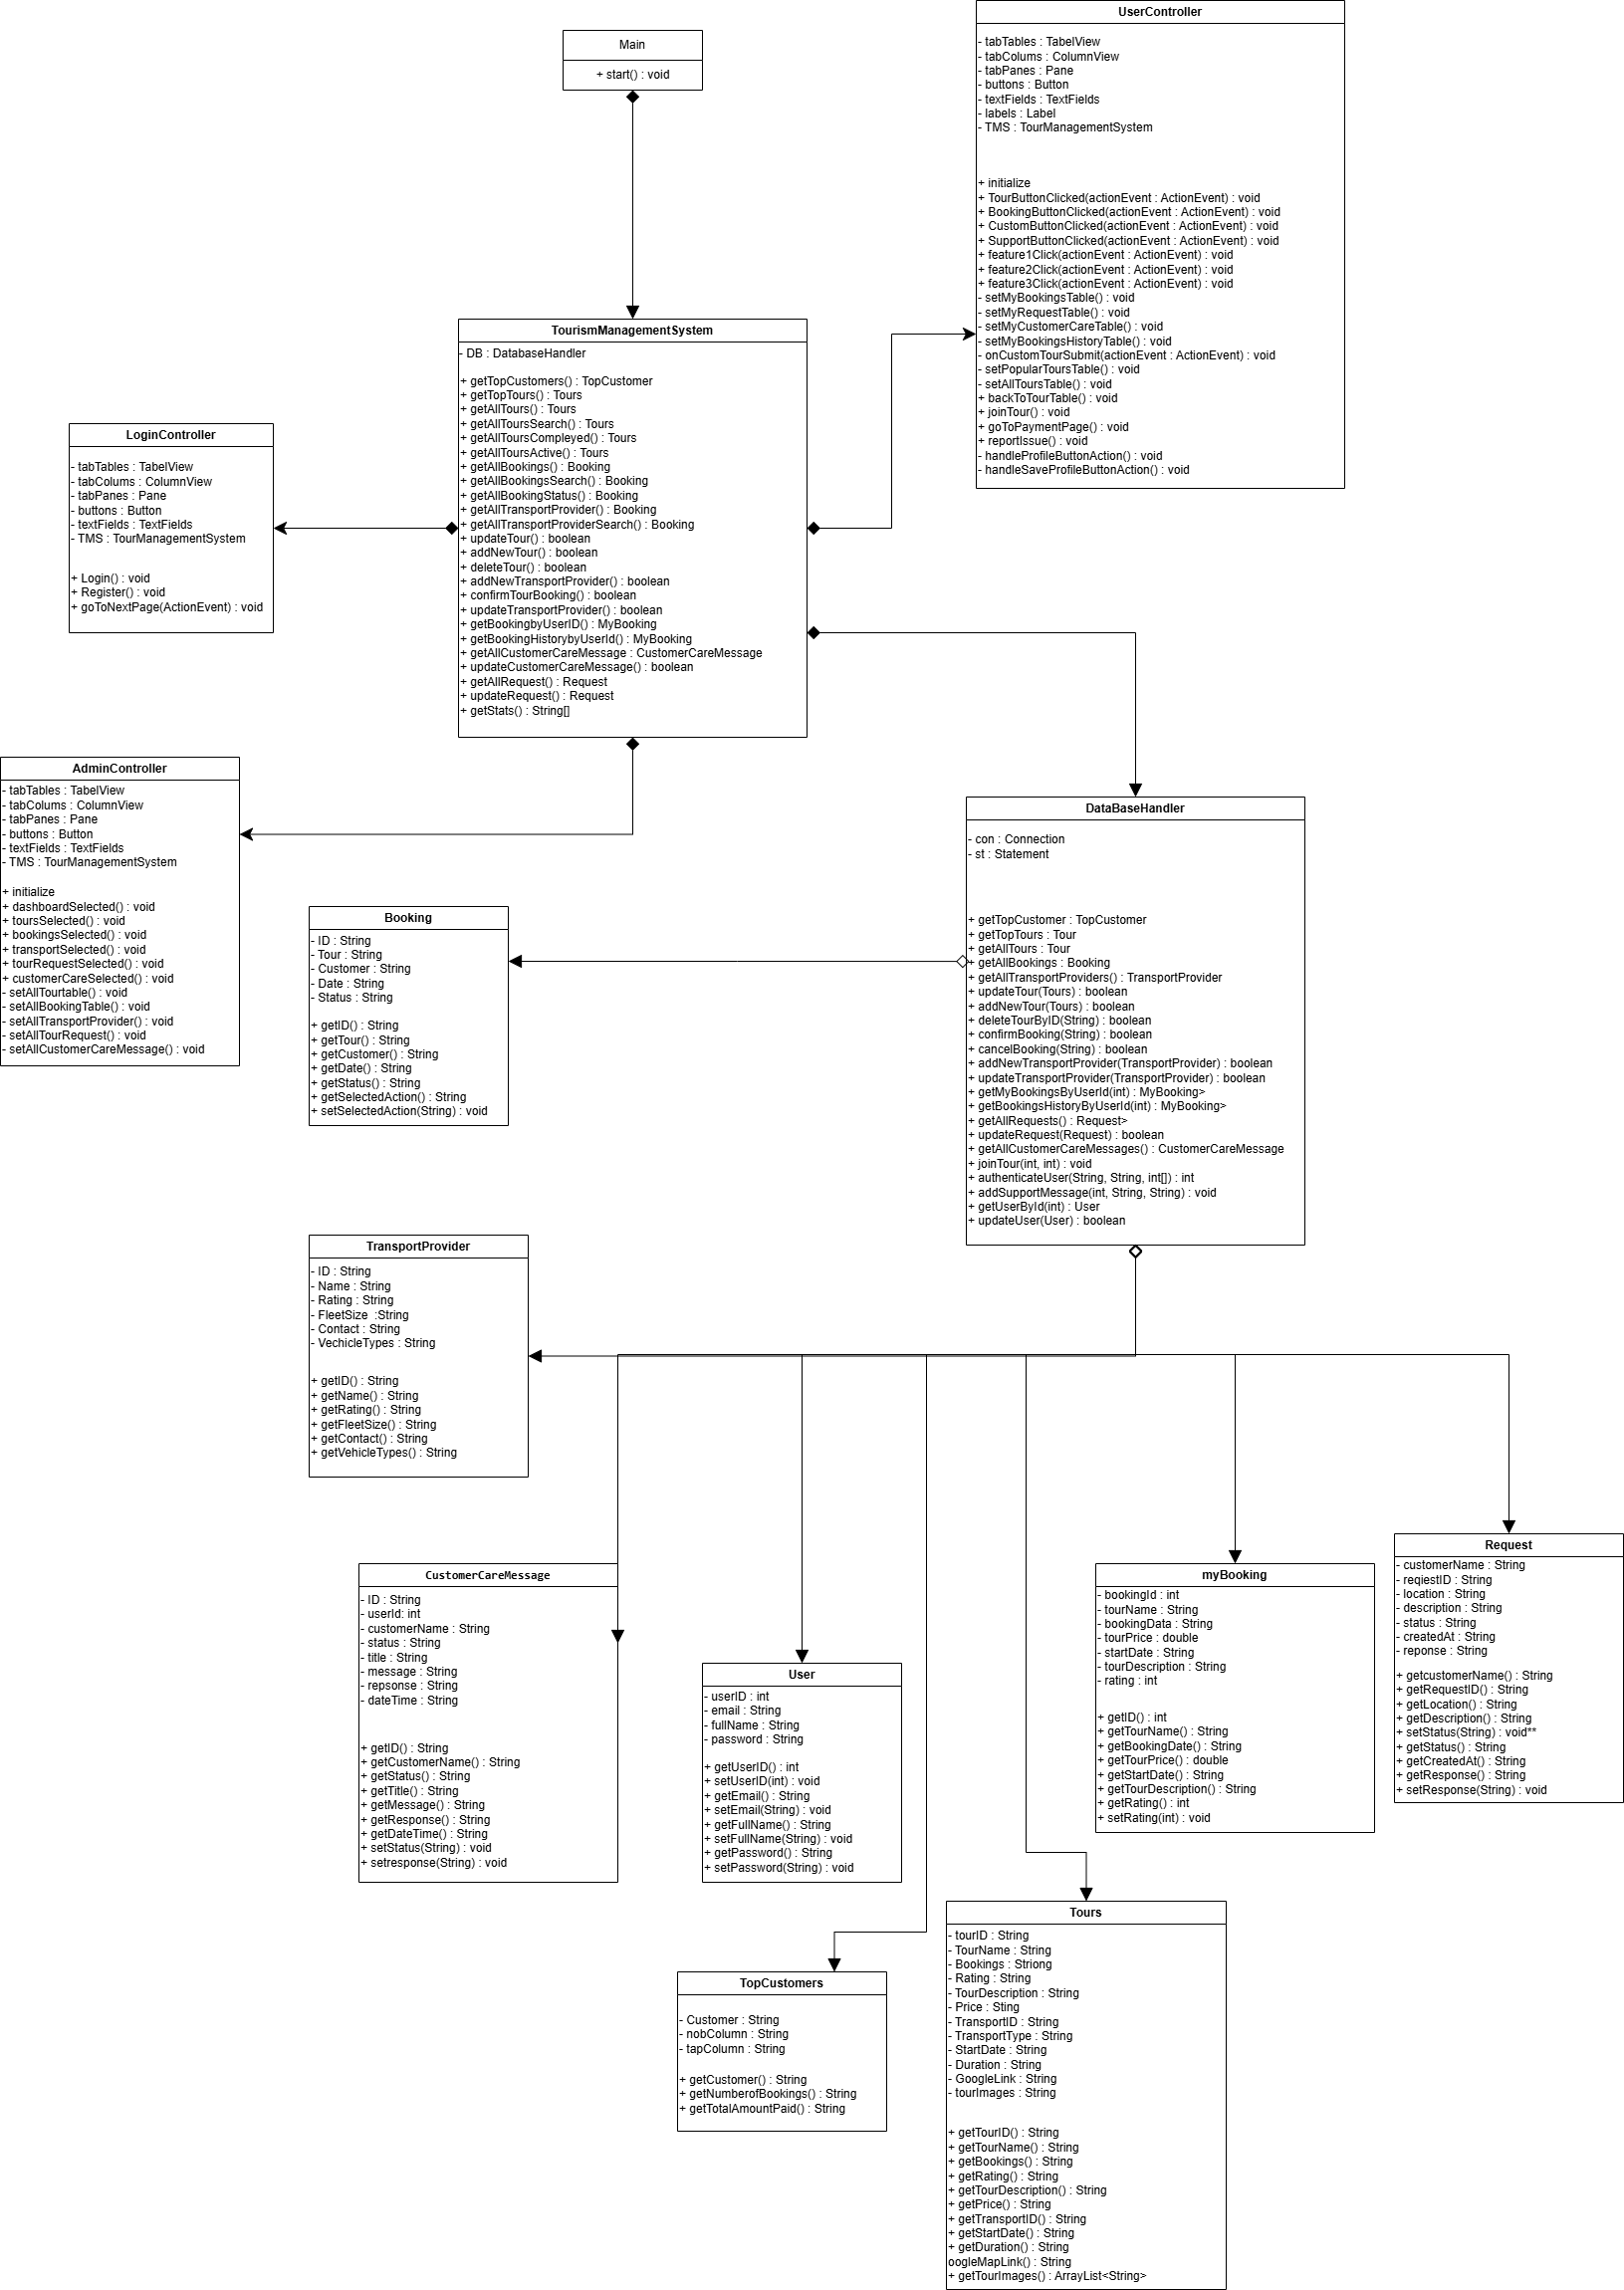 Main
+ start() : void
UserController
- tabTables : TabelView
- tabColums : ColumnView
- tabPanes : Pane
- buttons : Button
- textFields : TextFields
- labels : Label
- TMS : TourManagementSystem
+ initialize
+ TourButtonClicked(actionEvent : ActionEvent) : void
+ BookingButtonClicked(actionEvent : ActionEvent) : void
+ CustomButtonClicked(actionEvent : ActionEvent) : void
+ SupportButtonClicked(actionEvent : ActionEvent) : void
+ feature1Click(actionEvent : ActionEvent) : void
+ feature2Click(actionEvent : ActionEvent) : void
+ feature3Click(actionEvent : ActionEvent) : void
- setMyBookingsTable() : void
- setMyRequestTable() : void
- setMyCustomerCareTable() : void
- setMyBookingsHistoryTable() : void
- onCustomTourSubmit(actionEvent : ActionEvent) : void
- setPopularToursTable() : void
- setAllToursTable() : void
+ backToTourTable() : void
+ joinTour() : void
+ goToPaymentPage() : void
+ reportIssue() : void
- handleProfileButtonAction() : void
- handleSaveProfileButtonAction() : void
TourismManagementSystem
- DB : DatabaseHandler
+ getTopCustomers() : TopCustomer
+ getTopTours() : Tours
+ getAllTours() : Tours
+ getAllToursSearch() : Tours
+ getAllToursCompleyed() : Tours
+ getAllToursActive() : Tours
+ getAllBookings() : Booking
+ getAllBookingsSearch() : Booking
+ getAllBookingStatus() : Booking
+ getAllTransportProvider() : Booking
+ getAllTransportProviderSearch() : Booking
+ updateTour() : boolean
+ addNewTour() : boolean
+ deleteTour() : boolean
+ addNewTransportProvider() : boolean
+ confirmTourBooking() : boolean
+ updateTransportProvider() : boolean
+ getBookingbyUserID() : MyBooking
+ getBookingHistorybyUserId() : MyBooking
+ getAllCustomerCareMessage : CustomerCareMessage
+ updateCustomerCareMessage() : boolean
+ getAllRequest() : Request
+ updateRequest() : Request
+ getStats() : String[]
LoginController
- tabTables : TabelView
- tabColums : ColumnView
- tabPanes : Pane
- buttons : Button
- textFields : TextFields
- TMS : TourManagementSystem
+ Login() : void
+ Register() : void
+ goToNextPage(ActionEvent) : void
AdminController
- tabTables : TabelView
- tabColums : ColumnView
- tabPanes : Pane
- buttons : Button
- textFields : TextFields
- TMS : TourManagementSystem
+ initialize
+ dashboardSelected() : void
+ toursSelected() : void
+ bookingsSelected() : void
+ transportSelected() : void
+ tourRequestSelected() : void
+ customerCareSelected() : void
- setAllTourtable() : void
- setAllBookingTable() : void
- setAllTransportProvider() : void
- setAllTourRequest() : void
- setAllCustomerCareMessage() : void
DataBaseHandler
- con : Connection
- st : Statement
+ getTopCustomer : TopCustomer
+ getTopTours : Tour
+ getAllTours : Tour
+ getAllBookings : Booking
+ getAllTransportProviders() : TransportProvider
+ updateTour(Tours) : boolean
+ addNewTour(Tours) : boolean
+ deleteTourByID(String) : boolean
+ confirmBooking(String) : boolean
+ cancelBooking(String) : boolean
+ addNewTransportProvider(TransportProvider) : boolean
+ updateTransportProvider(TransportProvider) : boolean
+ getMyBookingsByUserId(int) : MyBooking>
+ getBookingsHistoryByUserId(int) : MyBooking>
+ getAllRequests() : Request>
+ updateRequest(Request) : boolean
+ getAllCustomerCareMessages() : CustomerCareMessage
+ joinTour(int, int) : void
+ authenticateUser(String, String, int[]) : int
+ addSupportMessage(int, String, String) : void
+ getUserById(int) : User
+ updateUser(User) : boolean
Booking
- ID : String
- Tour : String
- Customer : String
- Date : String
- Status : String
+ getID() : String
+ getTour() : String
+ getCustomer() : String
+ getDate() : String
+ getStatus() : String
+ getSelectedAction() : String
+ setSelectedAction(String) : void
TransportProvider
- ID : String
- Name : String
- Rating : String
- FleetSize  :String
- Contact : String
- VechicleTypes : String
+ getID() : String
+ getName() : String
+ getRating() : String
+ getFleetSize() : String
+ getContact() : String
+ getVehicleTypes() : String
CustomerCareMessage
- ID : String
- userId: int
- customerName : String
- status : String
- title : String
- message : String
- repsonse : String
- dateTime : String
+ getID() : String
+ getCustomerName() : String
+ getStatus() : String
+ getTitle() : String
+ getMessage() : String
+ getResponse() : String
+ getDateTime() : String
+ setStatus(String) : void
+ setresponse(String) : void
User
- userID : int
- email : String
- fullName : String
- password : String
+ getUserID() : int
+ setUserID(int) : void
+ getEmail() : String
+ setEmail(String) : void
+ getFullName() : String
+ setFullName(String) : void
+ getPassword() : String
+ setPassword(String) : void
myBooking
- bookingId : int
- tourName : String
- bookingData : String
- tourPrice : double
- startDate : String
- tourDescription : String
- rating : int
+ getID() : int
+ getTourName() : String
+ getBookingDate() : String
+ getTourPrice() : double
+ getStartDate() : String
+ getTourDescription() : String
+ getRating() : int
+ setRating(int) : void
Request
- customerName : String
- reqiestID : String
- location : String
- description : String
- status : String
- createdAt : String
- reponse : String
+ getcustomerName() : String
+ getRequestID() : String
+ getLocation() : String
+ getDescription() : String
+ setStatus(String) : void**
+ getStatus() : String
+ getCreatedAt() : String
+ getResponse() : String
+ setResponse(String) : void
TopCustomers
- Customer : String
- nobColumn : String
- tapColumn : String
+ getCustomer() : String
+ getNumberofBookings() : String
+ getTotalAmountPaid() : String
Tours
- tourID : String
- TourName : String
- Bookings : Striong
- Rating : String
- TourDescription : String
- Price : Sting
- TransportID : String
- TransportType : String
- StartDate : String
- Duration : String
- GoogleLink : String
- tourImages : String
+ getTourID() : String
+ getTourName() : String
+ getBookings() : String
+ getRating() : String
+ getTourDescription() : String
+ getPrice() : String
+ getTransportID() : String
+ getStartDate() : String
+ getDuration() : String
oogleMapLink() : String
+ getTourImages() : ArrayList<String>